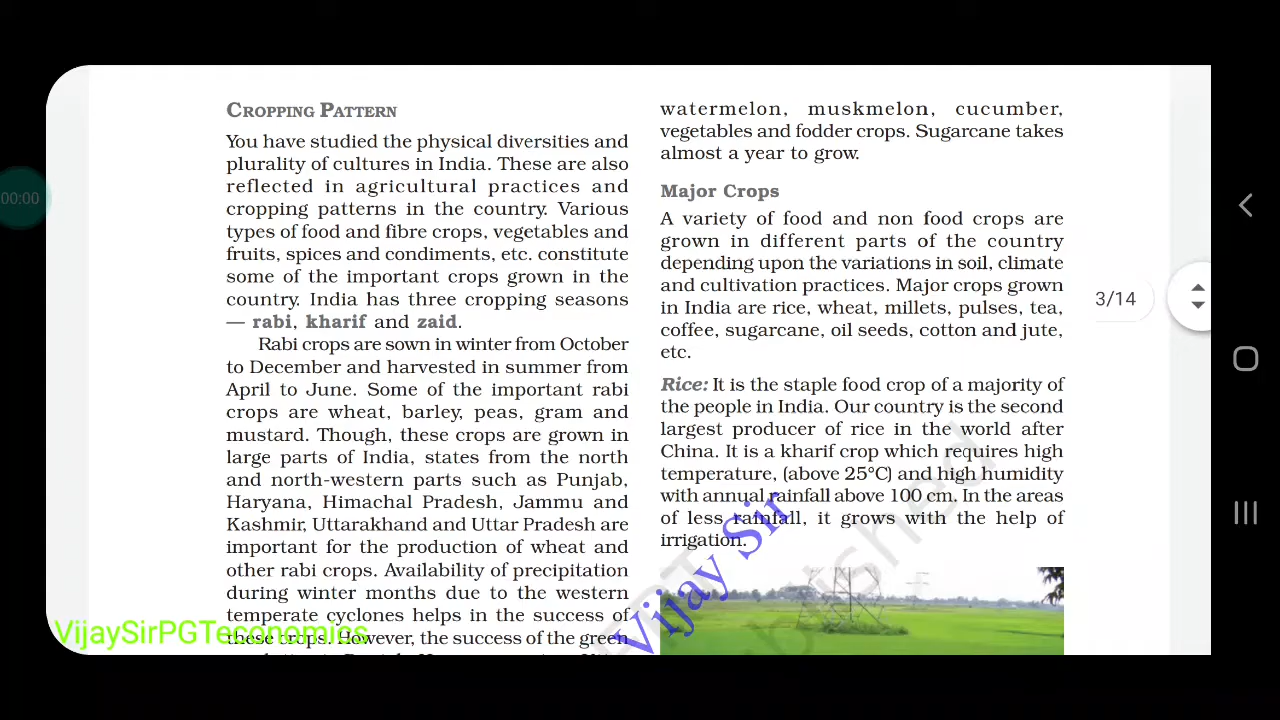 CROPPING PATTERN
You have studied the physical diversities and
plurality of cultures in India. These are also
reflected in agricultural practices and
cropping patterns in the country. Various
types of food and fibre crops, vegetables and
fruits, spices and condiments, etc. constitute
some of the important crops grown in the
country. India has three cropping seasons
— rabi, kharif and zaid.
Rabi crops are sown in winter from October
to December and harvested in summer from
April to June. Some of the important rabi
crops are wheat, barley, peas, gram and
mustard. Though, these crops are grown in
large parts of India, states from the north
and north-western parts such as Punjab,
Haryana, Himachal Pradesh, Jammu and
Kashmir, Uttarakhand and Uttar Pradesh are
important for the production of wheat and
other rabi crops. Availability of precipitation
during winter months due to the western
temperate cyclones helps in the success of
these crops. However, the success of the green
watermelon, muskmelon, cucumber,
vegetables and fodder crops. Sugarcane takes
almost a year to grow.
Major Crops
A variety of food and non food crops are
grown in different parts of the country
depending upon the variations in soil, climate
and cultivation practices. Major crops grown
in India are rice, wheat, millets, pulses, tea,
coffee, sugarcane, oil seeds, cotton and jute,
etc.
Rice: It is the staple food crop of a majority of
the people in India. Our country is the second
largest producer of rice in the world after
China. It is a kharif crop which requires high
temperature, (above 25°C) and high humidity
with annual rainfall above 100 cm. In the areas
of less rainfall, it grows with the help of
irrigation.
3/14
00:00
Vijay Sir
VijaySirPGTeconomics